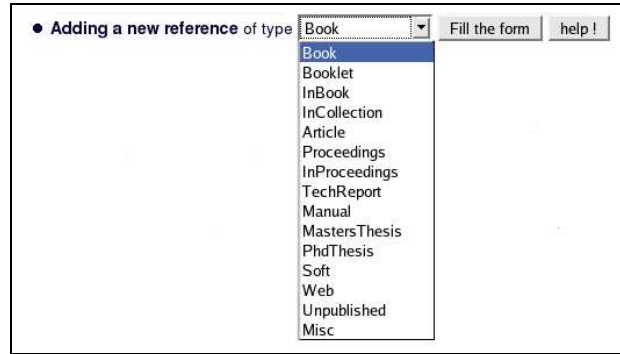 Adding a new reference of type Book Fill the form help !
Book
Booklet
InBook
InCollection
Article
Proceedings
InProceedings
TechReport
Manual
MastersThesis
PhdThesis
Soft
Web
Unpublished
Misc